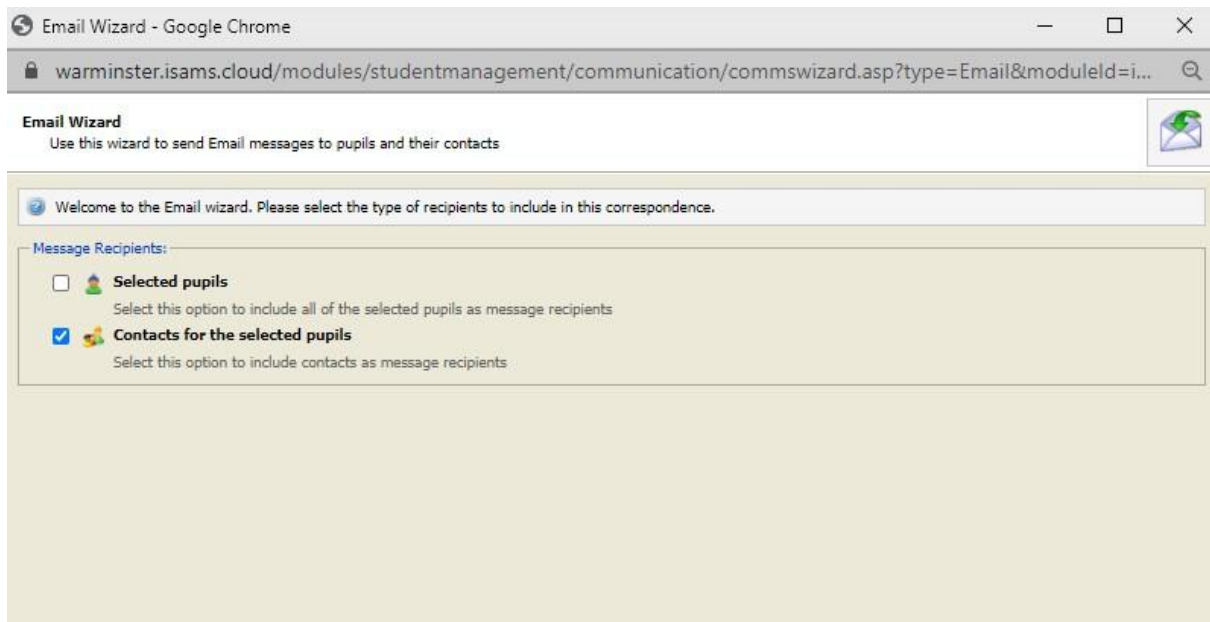 Email Wizard - Google Chrome
warminster.isams.cloud/modules/studentmanagement/communication/commswizard.asp?type=Email&moduleId=i...
Email Wizard
Use this wizard to send Email messages to pupils and their contacts
Welcome to the Email wizard. Please select the type of recipients to include in this correspondence.
Message Recipients:
Selected pupils
Select this option to include all of the selected pupils as message recipients
Contacts for the selected pupils
Select this option to include contacts as message recipients